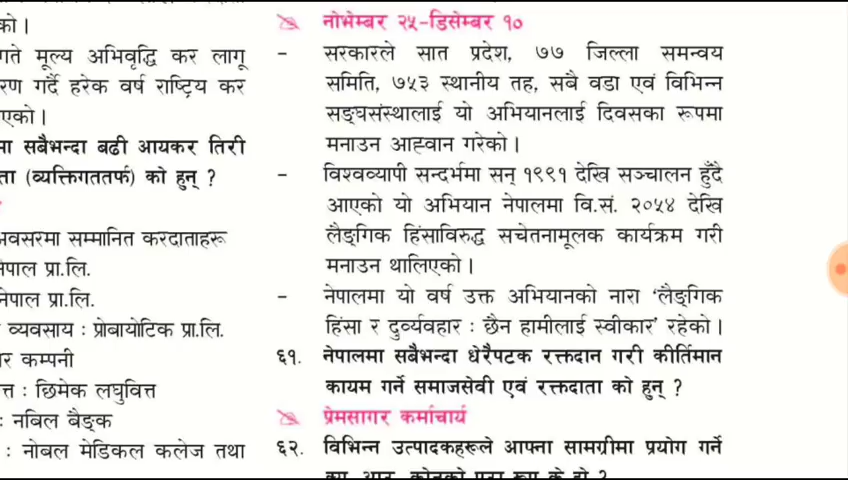 को ।
गते मूल्य अभिवृद्धि कर लागू
रण गर्दै हरेक वर्ष राष्ट्रिय कर
एको ।
मा सबैभन्दा बढी आयकर तिरी
ता (व्यक्तिगततर्फ) को हुन् ?
अवसरमा सम्मानित करदाताहरू
नेपाल प्रा.लि.
नेपाल प्रा.लि.
व्यवसाय : प्रोबायोटिक प्रा.लि.
र कम्पनी
त्त : छिमेक लघुवित्त
: नबिल बैङ्क
: नोबल मेडिकल कलेज तथा
नोभेम्बर २५-डिसेम्बर १०
- सरकारले सात प्रदेश, ७७ जिल्ला समन्वय
समिति, ७५३ स्थानीय तह, सबै वडा एवं विभिन्न
सङ्घसंस्थालाई यो अभियानलाई दिवसका रूपमा
मनाउन आह्वान गरेको ।
- विश्वव्यापी सन्दर्भमा सन् १९९१ देखि सञ्चालन हुँदै
आएको यो अभियान नेपालमा वि.सं. २०५४ देखि
लैङ्गिक हिंसाविरुद्ध सचेतनामूलक कार्यक्रम गरी
मनाउन थालिएको ।
- नेपालमा यो वर्ष उक्त अभियानको नारा ‘लैङ्गिक
हिंसा र दुर्व्यवहार : छैन हामीलाई स्वीकार’ रहेको ।
६१. नेपालमा सबैभन्दा धेरैपटक रक्तदान गरी कीर्तिमान
कायम गर्ने समाजसेवी एवं रक्तदाता को हुन् ?
प्रेमसागर कर्माचार्य
६२. विभिन्न उत्पादकहरूले आफ्ना सामग्रीमा प्रयोग गर्ने